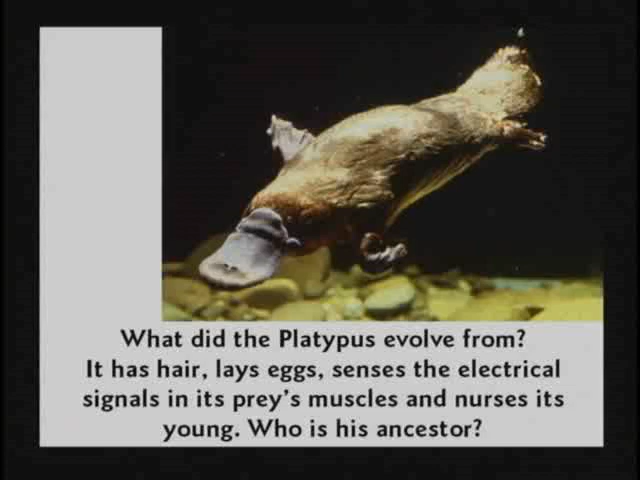 What did the Platypus evolve from?
It has hair, lays eggs, senses the electrical
signals in its prey's muscles and nurses its
young. Who is his ancestor?